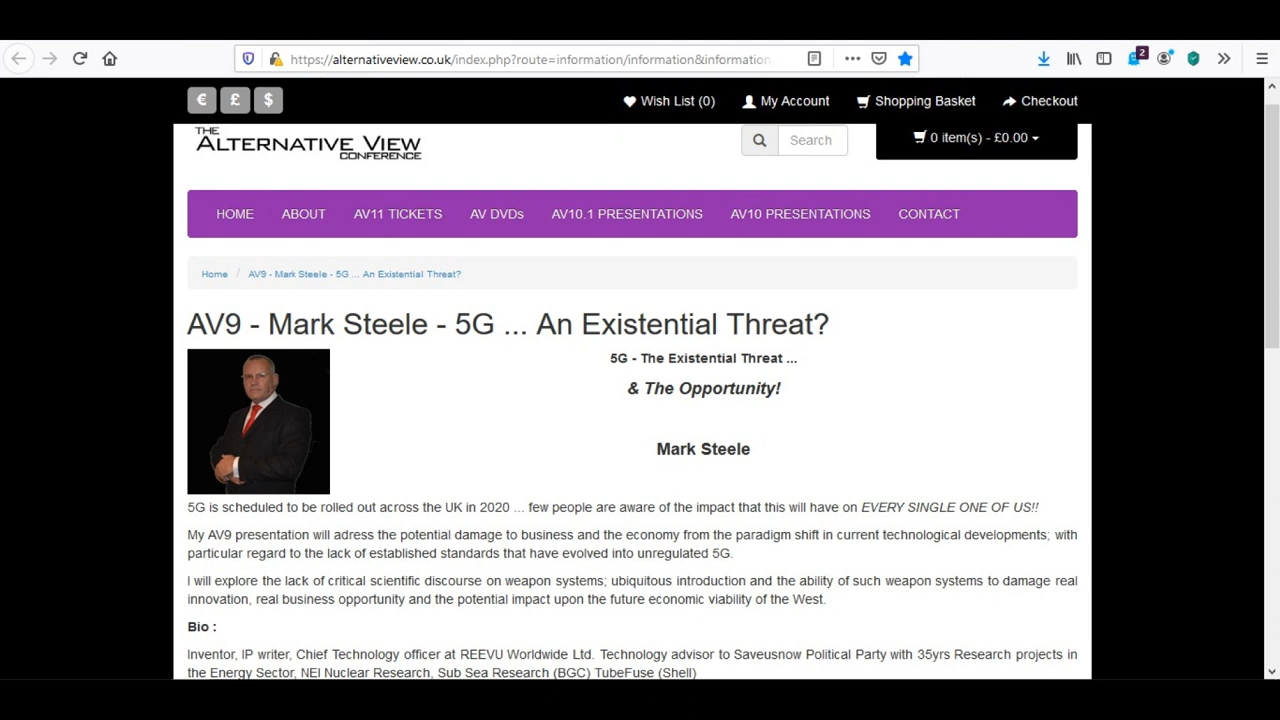 https://alternativeview.co.uk/index.php?route=information/information&information
2
€ £ $
Wish List (0) My Account Shopping Basket Checkout
THE
ALTERNATIVE VIEW
CONFERENCE
Search
0 item(s) - £0.00
HOME ABOUT AV11 TICKETS AV DVDs AV10.1 PRESENTATIONS AV10 PRESENTATIONS CONTACT
Home / AV9 - Mark Steele - 5G ... An Existential Threat?
AV9 - Mark Steele - 5G ... An Existential Threat?
5G - The Existential Threat ...
& The Opportunity!
Mark Steele
5G is scheduled to be rolled out across the UK in 2020 ... few people are aware of the impact that this will have on EVERY SINGLE ONE OF US!!
My AV9 presentation will adress the potential damage to business and the economy from the paradigm shift in current technological developments; with
particular regard to the lack of established standards that have evolved into unregulated 5G.
I will explore the lack of critical scientific discourse on weapon systems; ubiquitous introduction and the ability of such weapon systems to damage real
innovation, real business opportunity and the potential impact upon the future economic viability of the West.
Bio :
Inventor, IP writer, Chief Technology officer at REEVU Worldwide Ltd. Technology advisor to Saveusnow Political Party with 35yrs Research projects in
the Energy Sector, NEI Nuclear Research, Sub Sea Research (BGC) TubeFuse (Shell)